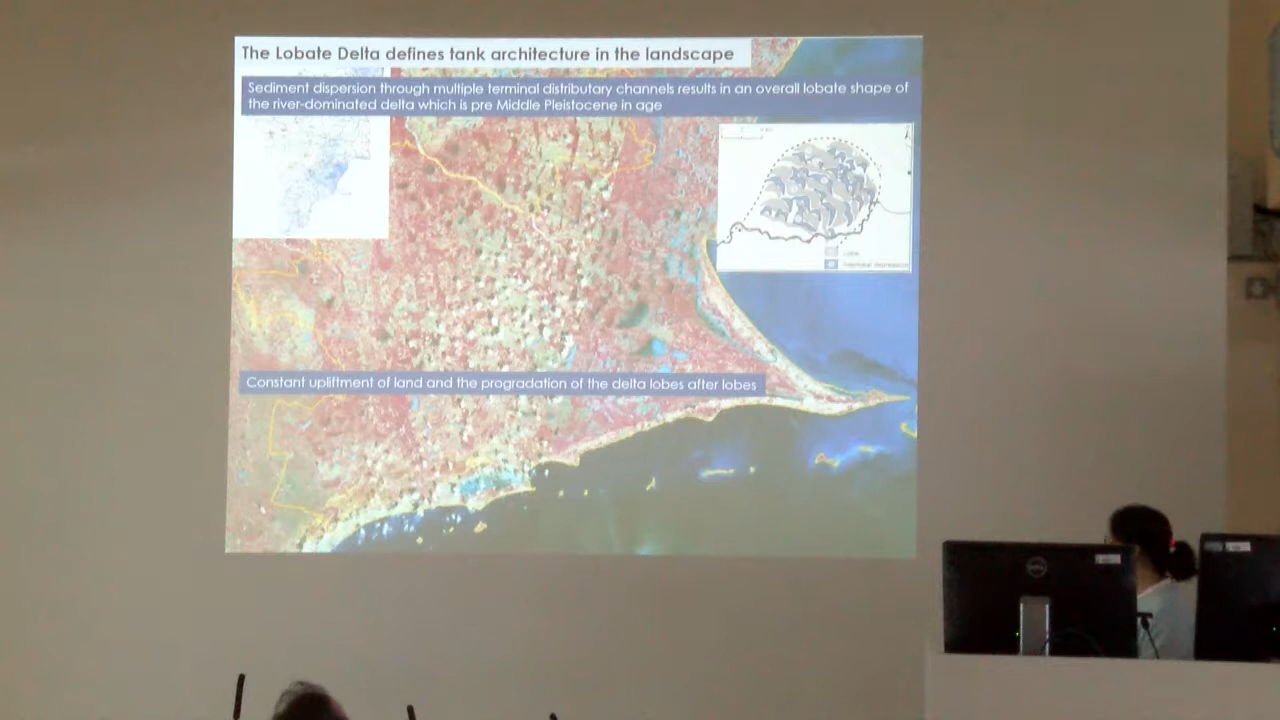 The Lobate Delta defines tank architecture in the landscape
Sediment dispersion through multiple terminal distributary channels results in an overall lobate shape of
the river-dominated delta which is pre Middle Pleistocene in age
Constant upliftment of land and the progradation of the delta lobes after lobes
DELL